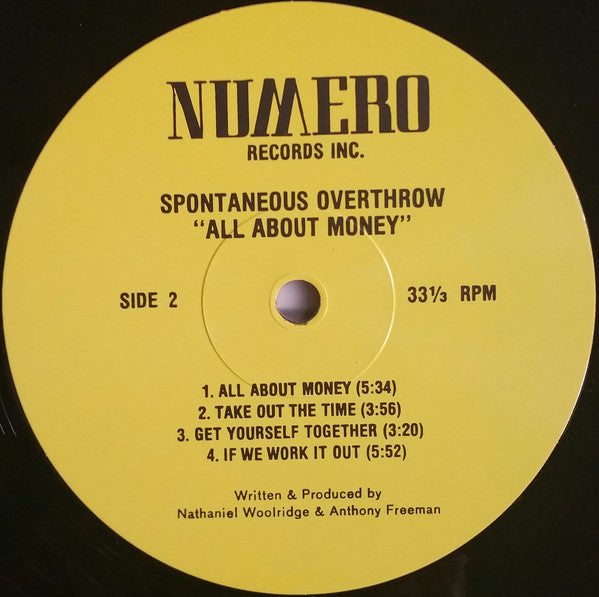 NUMERO
RECORDS INC.
SPONTANEOUS OVERTHROW
"ALL ABOUT MONEY"
SIDE 2
33⅓ RPM
1. ALL ABOUT MONEY (5:34)
2. TAKE OUT THE TIME (3:56)
3. GET YOURSELF TOGETHER (3:20)
4. IF WE WORK IT OUT (5:52)
Written & Produced by
Nathaniel Woolridge & Anthony Freeman